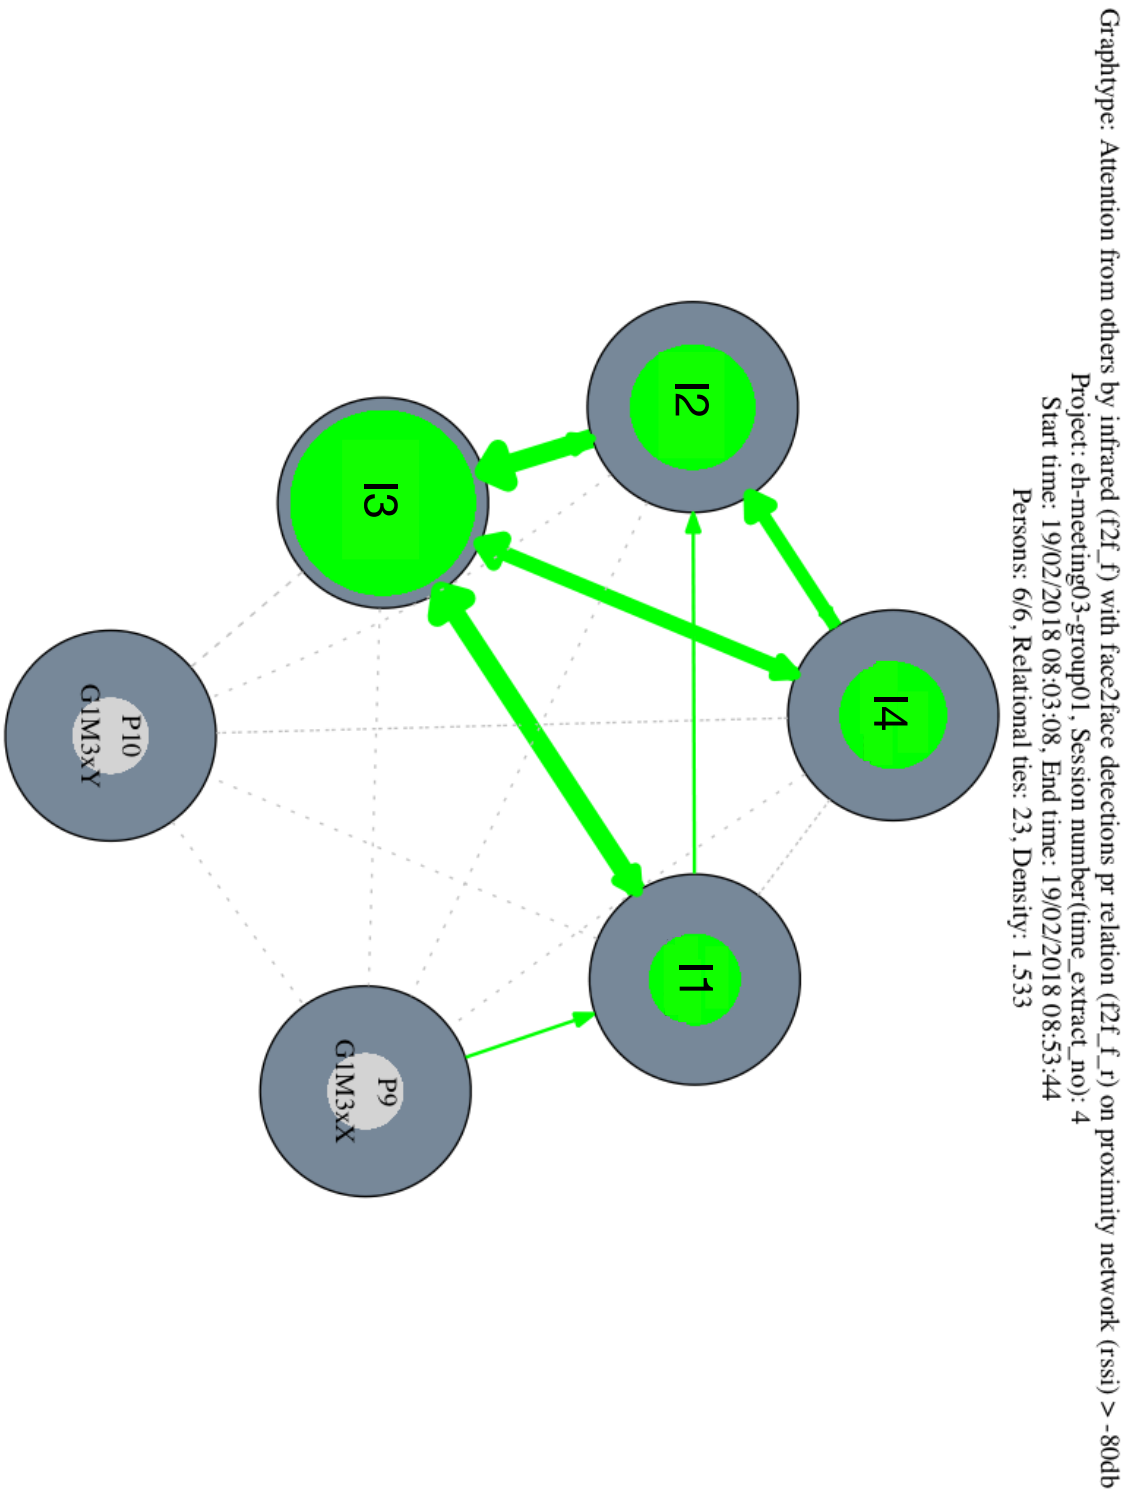 Graphtype: Attention from others by infrared (f2f_f) with face2face detections pr relation (f2f_f_r) on proximity network (rssi) > -80db
Project: eh-meeting03-group01, Session number(time_extract_no): 4
Start time: 19/02/2018 08:03:08, End time: 19/02/2018 08:53:44
Persons: 6/6, Relational ties: 23, Density: 1.533
I4
I2
I1
I3
P9
G1M3xX
P10
G1M3xY